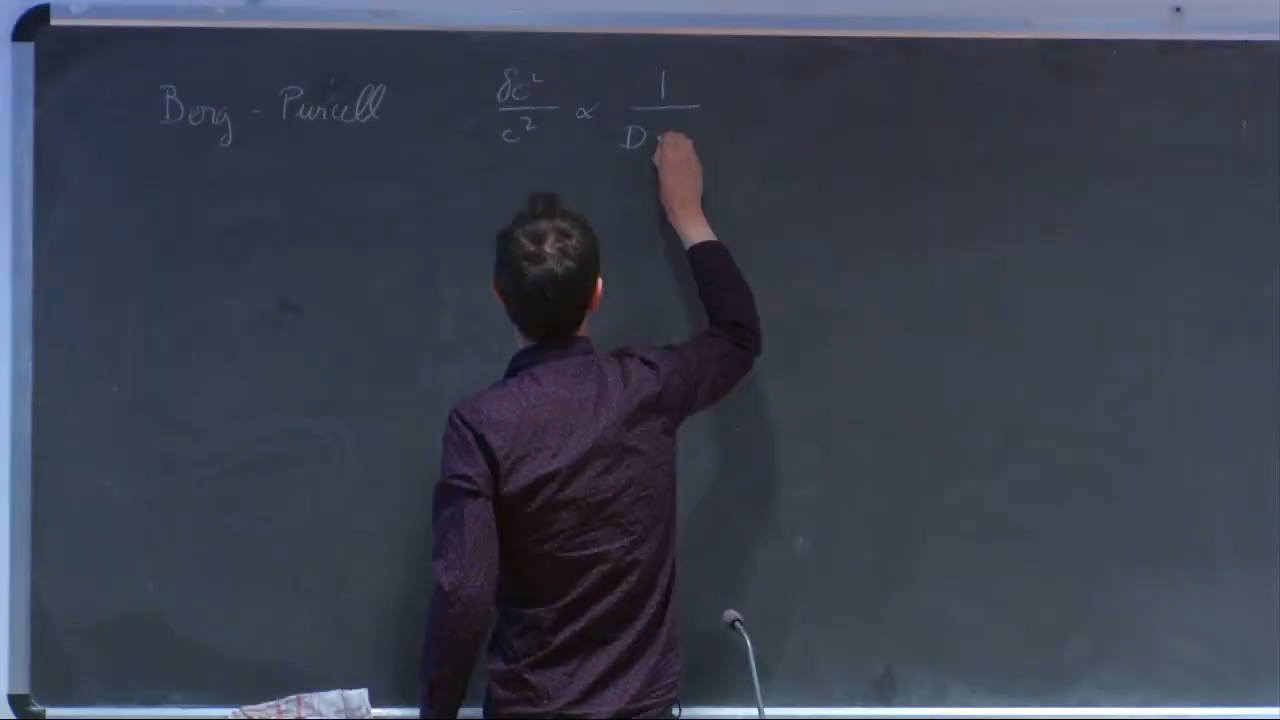 Berg - Purcell δc²/c² ∝ 1/D